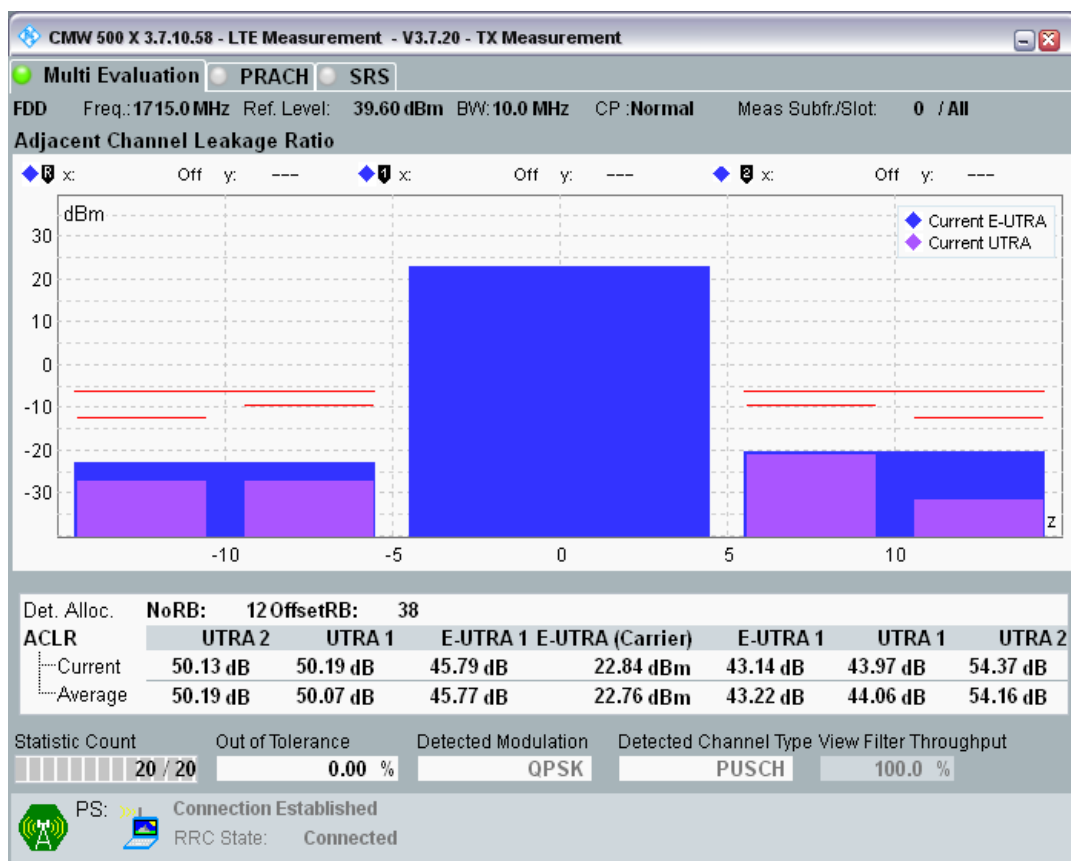 CMW 500 X 3.7.10.58 - LTE Measurement - V3.7.20 - TX Measurement
Multi Evaluation PRACH SRS
FDD Freq.: 1715.0 MHz Ref. Level: 39.60 dBm BW: 10.0 MHz CP :Normal Meas Subfr./Slot: 0 / All
Adjacent Channel Leakage Ratio
R x: Off y: --- 1 x: Off y: --- 2 x: Off y: ---
dBm
Current E-UTRA
Current UTRA
30
20
10
0
-10
-20
-30
z
-10 -5 0 5 10
Det. Alloc. NoRB: 12 OffsetRB: 38
ACLR UTRA 2 UTRA 1 E-UTRA 1 E-UTRA (Carrier) E-UTRA 1 UTRA 1 UTRA 2
Current 50.13 dB 50.19 dB 45.79 dB 22.84 dBm 43.14 dB 43.97 dB 54.37 dB
Average 50.19 dB 50.07 dB 45.77 dB 22.76 dBm 43.22 dB 44.06 dB 54.16 dB
Statistic Count Out of Tolerance Detected Modulation Detected Channel Type View Filter Throughput
20 / 20 0.00 % QPSK PUSCH 100.0 %
PS: Connection Established
RRC State: Connected